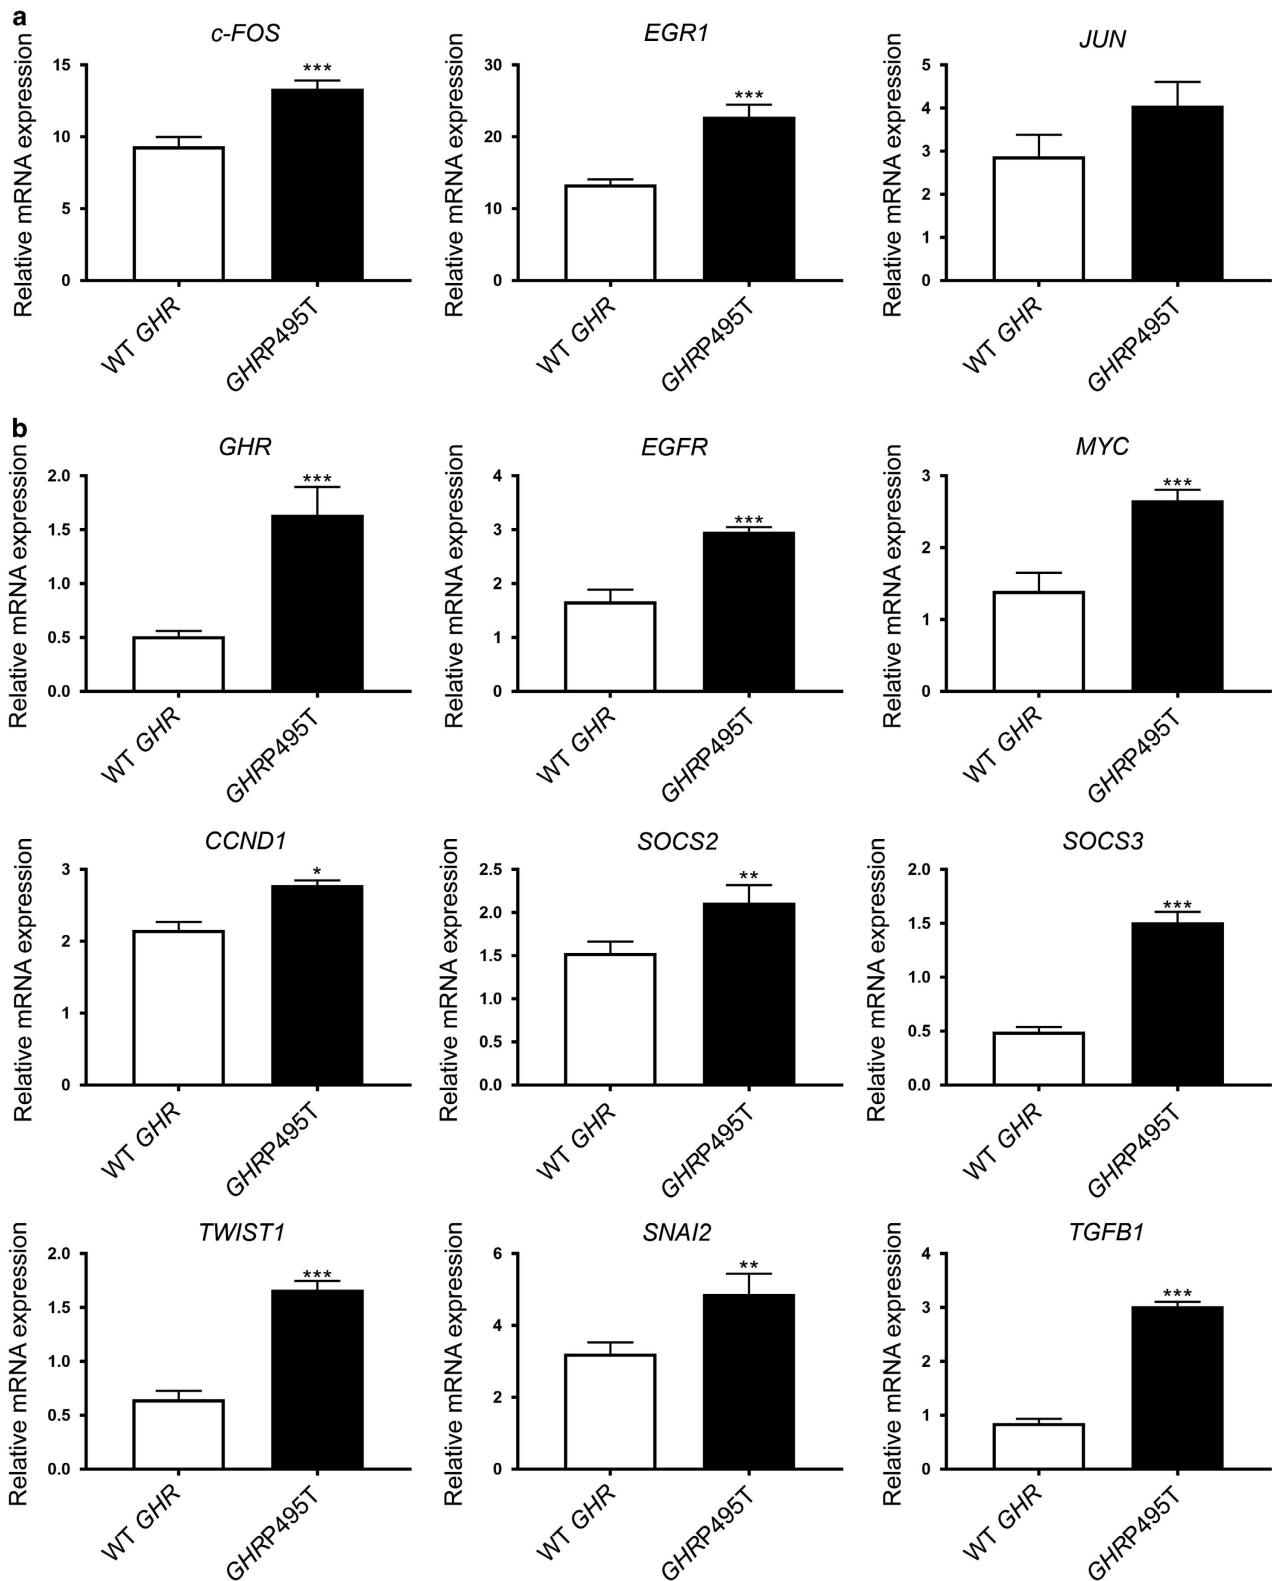 a
c-FOS
EGR1
JUN
Relative mRNA expression
15
10
5
0
***
WT GHR
GHRP495T
Relative mRNA expression
30
20
10
0
***
WT GHR
GHRP495T
Relative mRNA expression
5
4
3
2
1
0
WT GHR
GHRP495T
b
GHR
EGFR
MYC
Relative mRNA expression
2.0
1.5
1.0
0.5
0.0
***
WT GHR
GHRP495T
Relative mRNA expression
4
3
2
1
0
***
WT GHR
GHRP495T
Relative mRNA expression
3
2
1
0
***
WT GHR
GHRP495T
CCND1
SOCS2
SOCS3
Relative mRNA expression
3
2
1
0
*
WT GHR
GHRP495T
Relative mRNA expression
2.5
2.0
1.5
1.0
0.5
0.0
**
WT GHR
GHRP495T
Relative mRNA expression
2.0
1.5
1.0
0.5
0.0
***
WT GHR
GHRP495T
TWIST1
SNAI2
TGFB1
Relative mRNA expression
2.0
1.5
1.0
0.5
0.0
***
WT GHR
GHRP495T
Relative mRNA expression
6
4
2
0
**
WT GHR
GHRP495T
Relative mRNA expression
4
3
2
1
0
***
WT GHR
GHRP495T